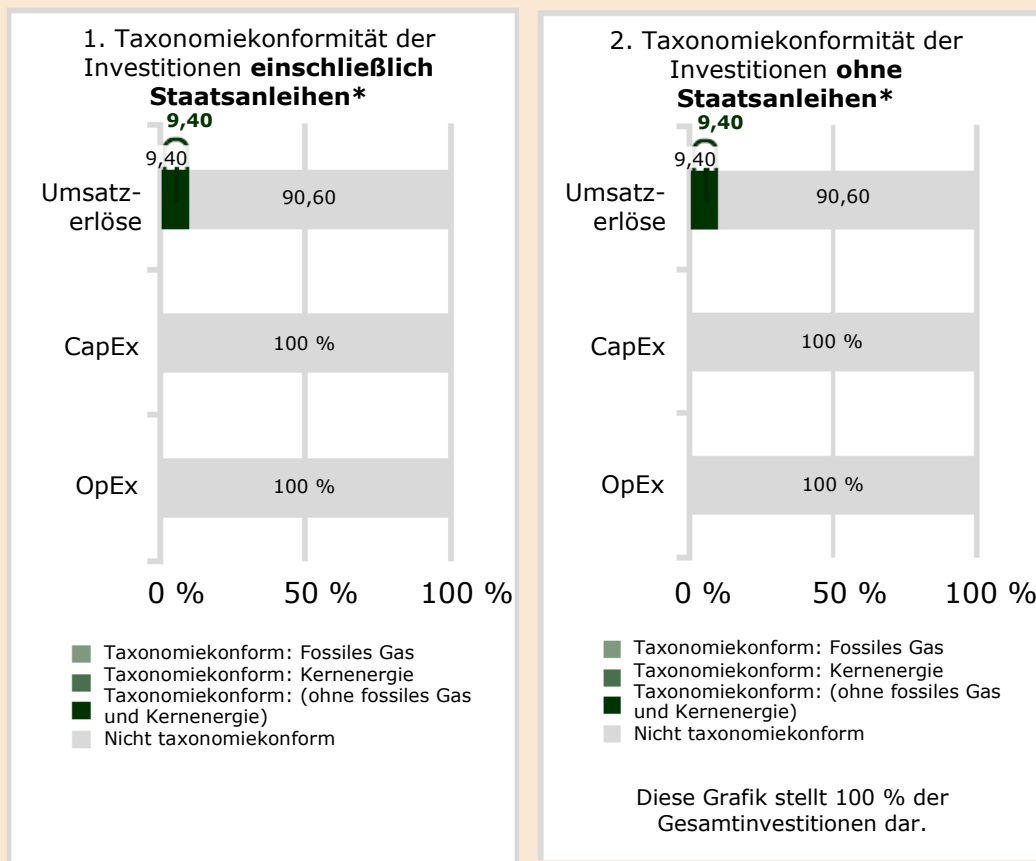 1. Taxonomiekonformität der
Investitionen einschließlich
Staatsanleihen*
9,40
9,40
Umsatz-
erlöse
90,60
CapEx
100 %
OpEx
100 %
0 % 50 % 100 %
Taxonomiekonform: Fossiles Gas
Taxonomiekonform: Kernenergie
Taxonomiekonform: (ohne fossiles Gas
und Kernenergie)
Nicht taxonomiekonform
2. Taxonomiekonformität der
Investitionen ohne
Staatsanleihen*
9,40
9,40
Umsatz-
erlöse
90,60
CapEx
100 %
OpEx
100 %
0 % 50 % 100 %
Taxonomiekonform: Fossiles Gas
Taxonomiekonform: Kernenergie
Taxonomiekonform: (ohne fossiles Gas
und Kernenergie)
Nicht taxonomiekonform
Diese Grafik stellt 100 % der
Gesamtinvestitionen dar.